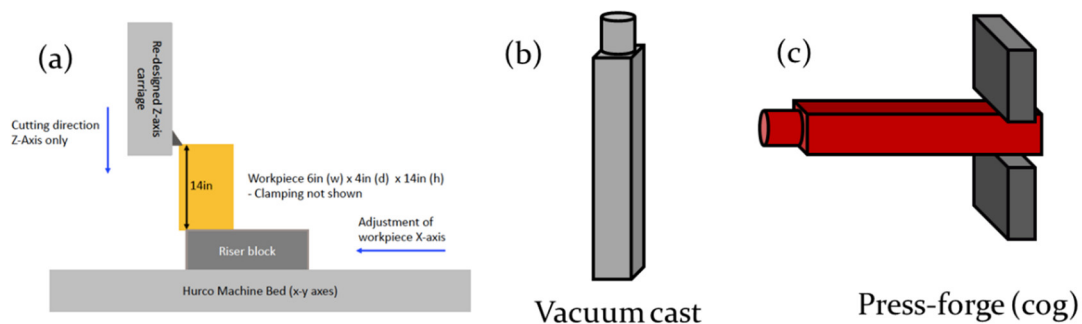 (a)
Re-designed Z-axis
carriage
Cutting direction
Z-Axis only
14in
Workpiece 6in (w) x 4in (d) x 14in (h)
- Clamping not shown
Adjustment of
workpiece X-axis
Riser block
Hurco Machine Bed (x-y axes)
(b)
Vacuum cast
(c)
Press-forge (cog)